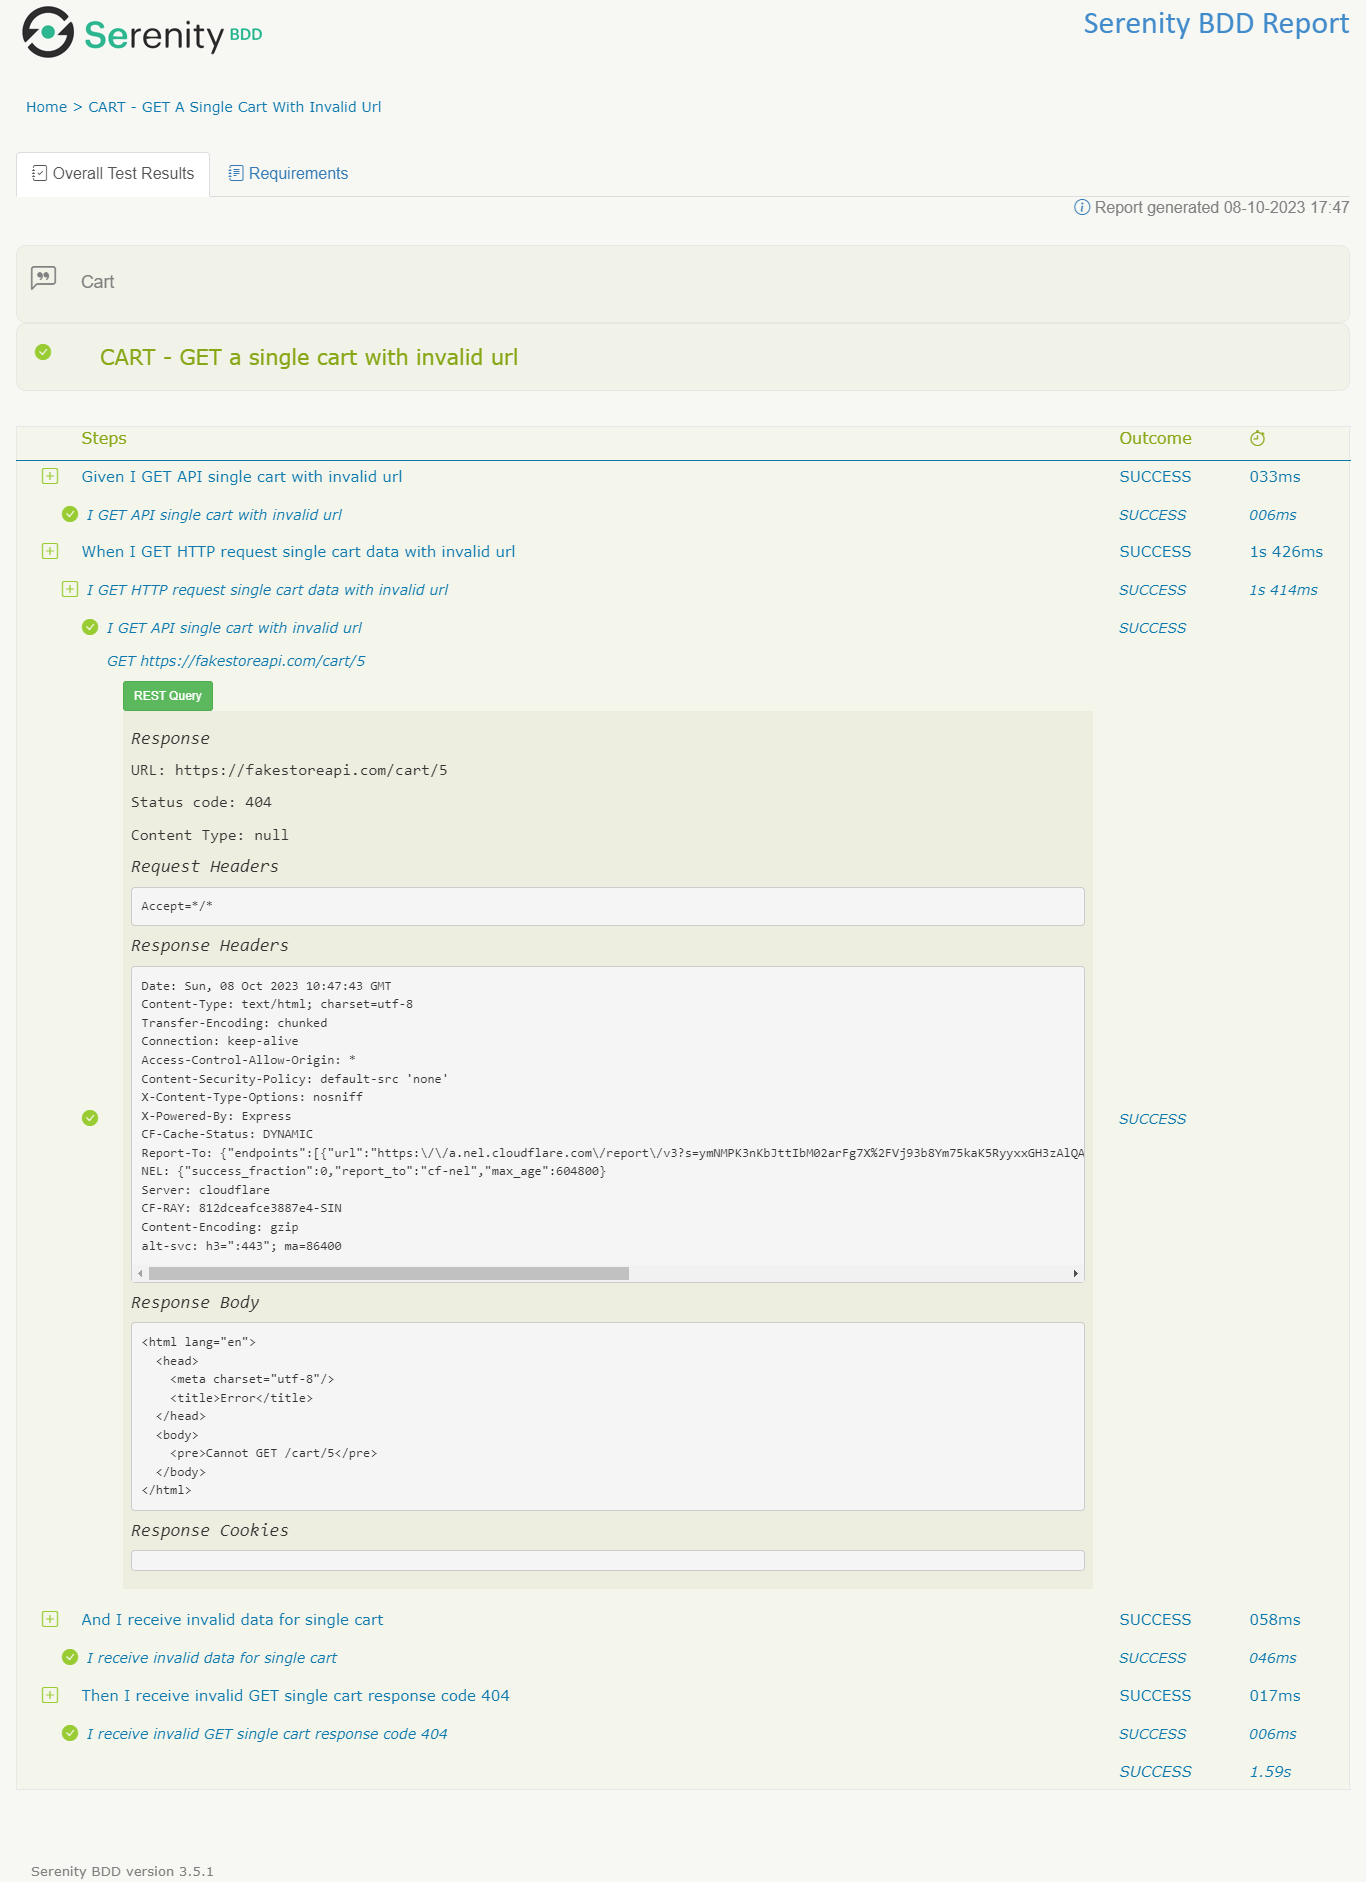 Serenity BDD
Serenity BDD Report
Home > CART - GET A Single Cart With Invalid Url
Overall Test Results
Requirements
Report generated 08-10-2023 17:47
Cart
CART - GET a single cart with invalid url
Steps Outcome
Given I GET API single cart with invalid url SUCCESS 033ms
I GET API single cart with invalid url SUCCESS 006ms
When I GET HTTP request single cart data with invalid url SUCCESS 1s 426ms
I GET HTTP request single cart data with invalid url SUCCESS 1s 414ms
I GET API single cart with invalid url SUCCESS
GET https://fakestoreapi.com/cart/5
REST Query
Response
URL: https://fakestoreapi.com/cart/5
Status code: 404
Content Type: null
Request Headers
Accept=*/*
Response Headers
Date: Sun, 08 Oct 2023 10:47:43 GMT
Content-Type: text/html; charset=utf-8
Transfer-Encoding: chunked
Connection: keep-alive
Access-Control-Allow-Origin: *
Content-Security-Policy: default-src 'none'
X-Content-Type-Options: nosniff
X-Powered-By: Express
SUCCESS
CF-Cache-Status: DYNAMIC
Report-To: {"endpoints":[{"url":"https:\/\/a.nel.cloudflare.com\/report\/v3?s=ymNMPK3nKbJttIbM02arFg7X%2FVj93b8Ym75kaK5RyyxxGH3zAlQA
NEL: {"success_fraction":0,"report_to":"cf-nel","max_age":604800}
Server: cloudflare
CF-RAY: 812dceafce3887e4-SIN
Content-Encoding: gzip
alt-svc: h3=":443"; ma=86400
Response Body
<html lang="en">
  <head>
    <meta charset="utf-8"/>
    <title>Error</title>
  </head>
  <body>
    <pre>Cannot GET /cart/5</pre>
  </body>
</html>
Response Cookies
And I receive invalid data for single cart SUCCESS 058ms
I receive invalid data for single cart SUCCESS 046ms
Then I receive invalid GET single cart response code 404 SUCCESS 017ms
I receive invalid GET single cart response code 404 SUCCESS 006ms
SUCCESS 1.59s
Serenity BDD version 3.5.1